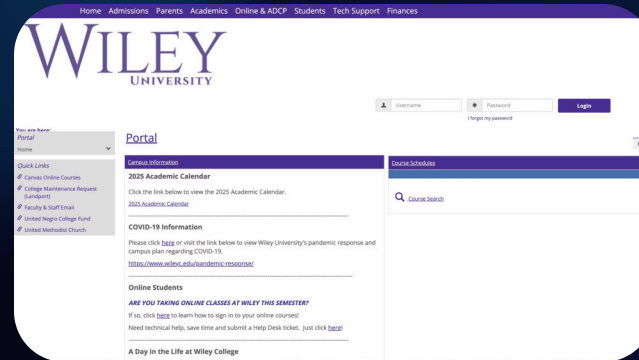 Home Admissions Parents Academics Online & ADCP Students Tech Support Finances
WILEY
UNIVERSITY
Username
Password
Login
I forgot my password
You are here:
Portal
Home
Quick Links
Canvas Online Courses
College Maintenance Request
(Landport)
Faculty & Staff Email
United Negro College Fund
United Methodist Church
Portal
Campus Information
2025 Academic Calendar
Click the link below to view the 2025 Academic Calendar.
2025 Academic Calendar
COVID-19 Information
Please click here or visit the link below to view Wiley University's pandemic response and
campus plan regarding COVID-19.
https://www.wileyc.edu/pandemic-response/
Online Students
ARE YOU TAKING ONLINE CLASSES AT WILEY THIS SEMESTER?
If so, click here to learn how to sign in to your online courses!
Need technical help, save time and submit a Help Desk ticket. Just click here!
A Day in the Life at Wiley College
Course Schedules
Course Search